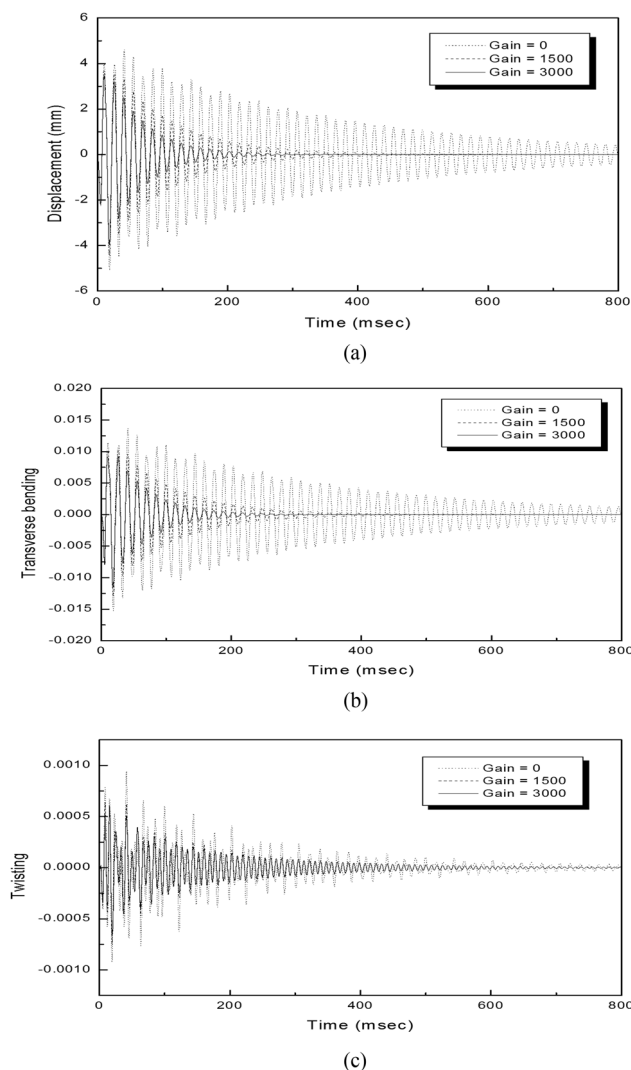 6
4
2
0
-2
-4
-6
Displacement (mm)
Gain = 0
Gain = 1500
Gain = 3000
0 200 400 600 800
Time (msec)
(a)
0.020
0.015
0.010
0.005
0.000
-0.005
-0.010
-0.015
-0.020
Transverse bending
Gain = 0
Gain = 1500
Gain = 3000
0 200 400 600 800
Time (msec)
(b)
0.0010
0.0005
0.0000
-0.0005
-0.0010
Twisting
Gain = 0
Gain = 1500
Gain = 3000
0 200 400 600 800
Time (msec)
(c)